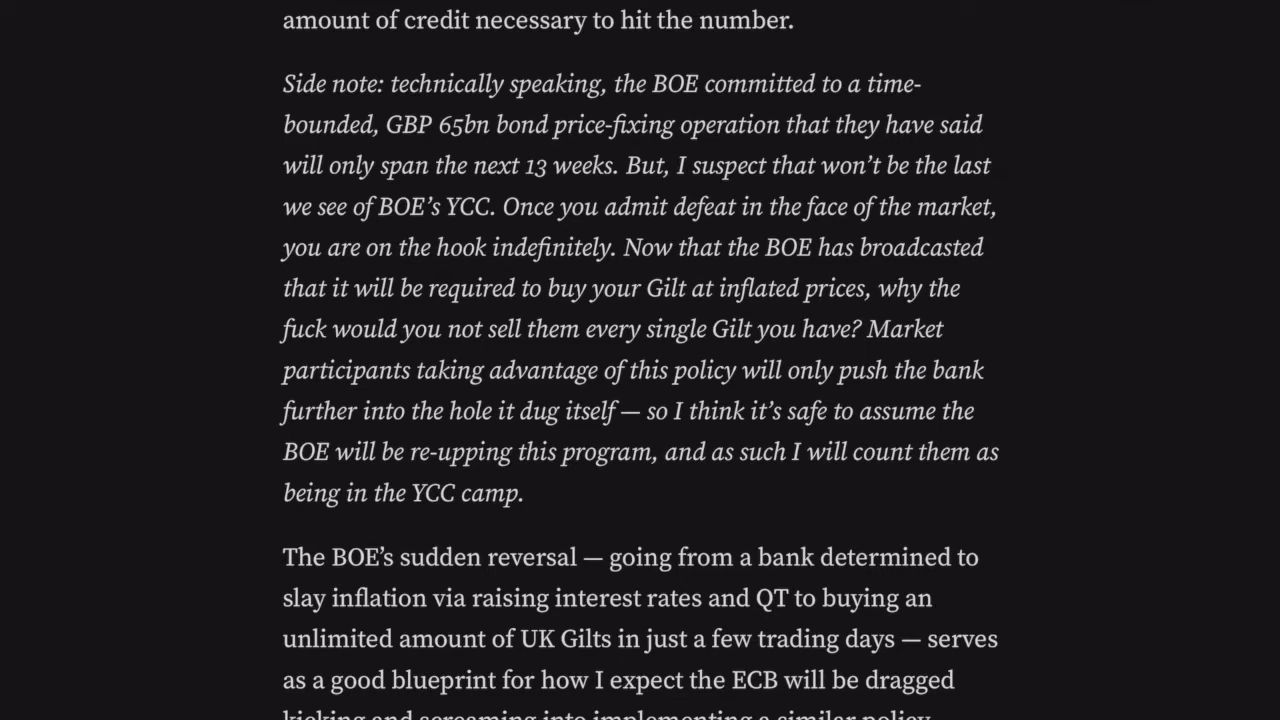 amount of credit necessary to hit the number.
Side note: technically speaking, the BOE committed to a time-
bounded, GBP 65bn bond price-fixing operation that they have said
will only span the next 13 weeks. But, I suspect that won’t be the last
we see of BOE’s YCC. Once you admit defeat in the face of the market,
you are on the hook indefinitely. Now that the BOE has broadcasted
that it will be required to buy your Gilt at inflated prices, why the
fuck would you not sell them every single Gilt you have? Market
participants taking advantage of this policy will only push the bank
further into the hole it dug itself — so I think it’s safe to assume the
BOE will be re-upping this program, and as such I will count them as
being in the YCC camp.
The BOE’s sudden reversal — going from a bank determined to
slay inflation via raising interest rates and QT to buying an
unlimited amount of UK Gilts in just a few trading days — serves
as a good blueprint for how I expect the ECB will be dragged
kicking and screaming into implementing a similar policy.